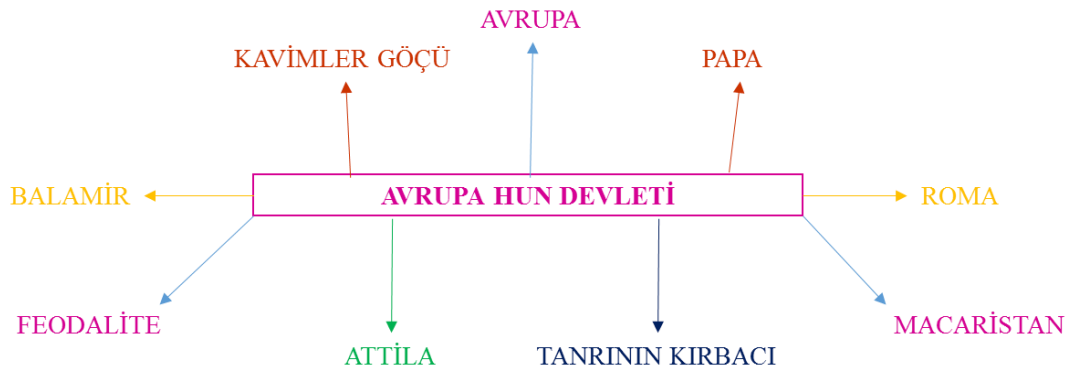 AVRUPA
KAVİMLER GÖÇÜ
PAPA
BALAMİR
AVRUPA HUN DEVLETİ
ROMA
FEODALİTE
MACARİSTAN
ATTİLA
TANRININ KIRBACI